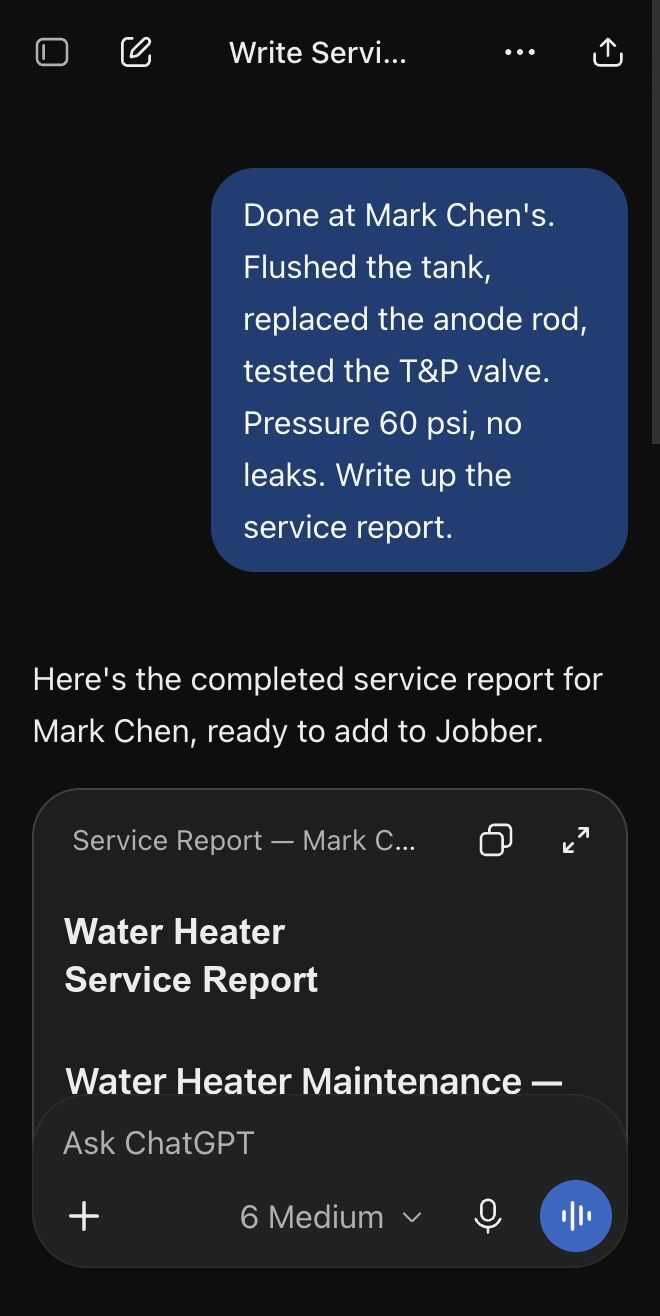 Write Servi...
Done at Mark Chen's.
Flushed the tank,
replaced the anode rod,
tested the T&P valve.
Pressure 60 psi, no
leaks. Write up the
service report.
Here's the completed service report for
Mark Chen, ready to add to Jobber.
Service Report — Mark C...
Water Heater
Service Report
Water Heater Maintenance —
Ask ChatGPT
6 Medium